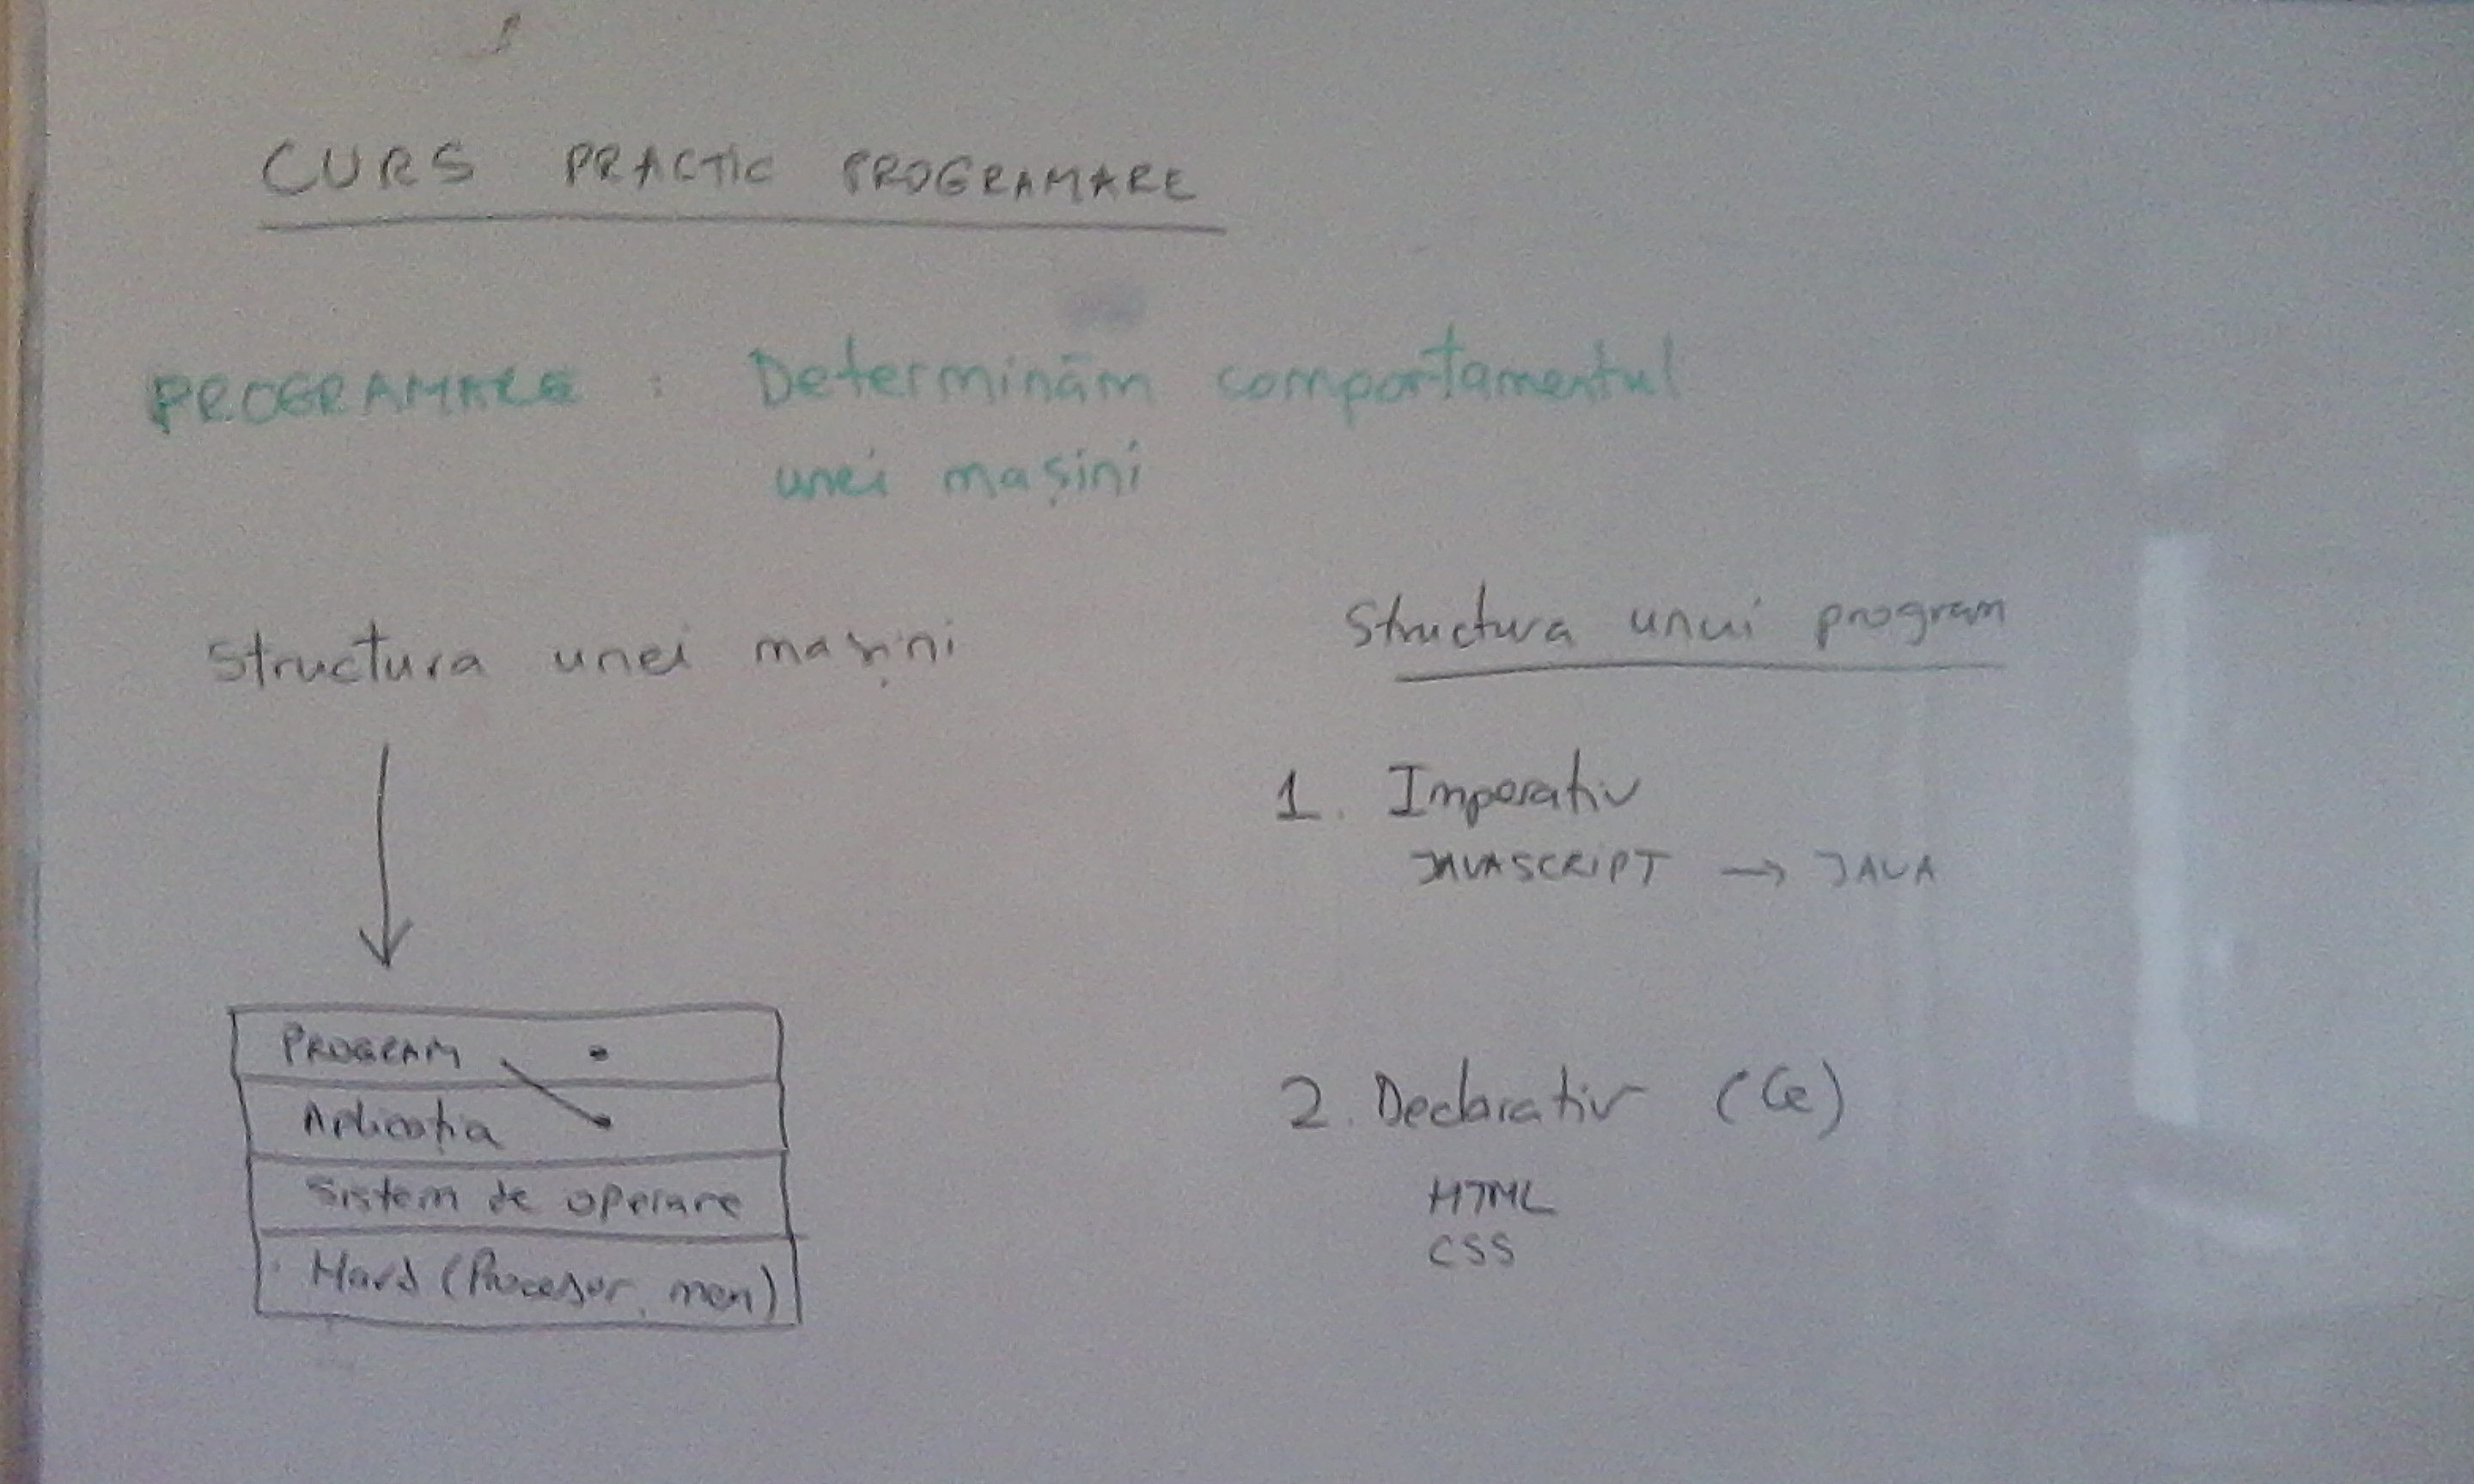 CURS PRACTIC PROGRAMARE
PROGRAMARE : Determinăm comportamentul
unei mașini
Structura unei mașini
PROGRAM
Aplicația
Sistem de operare
Hard (Procesor, mem)
Structura unui program
1. Imperativ
JAVASCRIPT → JAVA
2. Declarativ (Ce)
HTML
CSS